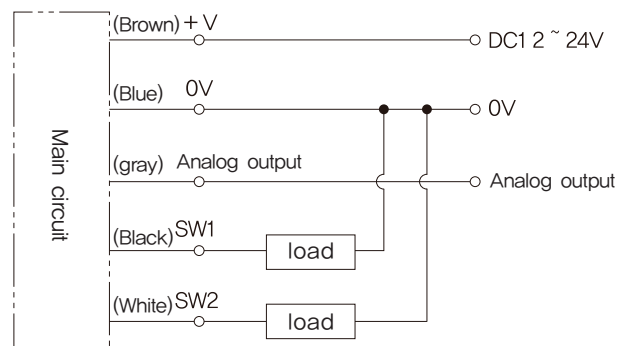 (Brown) + V
DC1 2 ~ 24V
(Blue) 0V
0V
(gray) Analog output
Analog output
Main circuit
(Black) SW1
load
(White) SW2
load